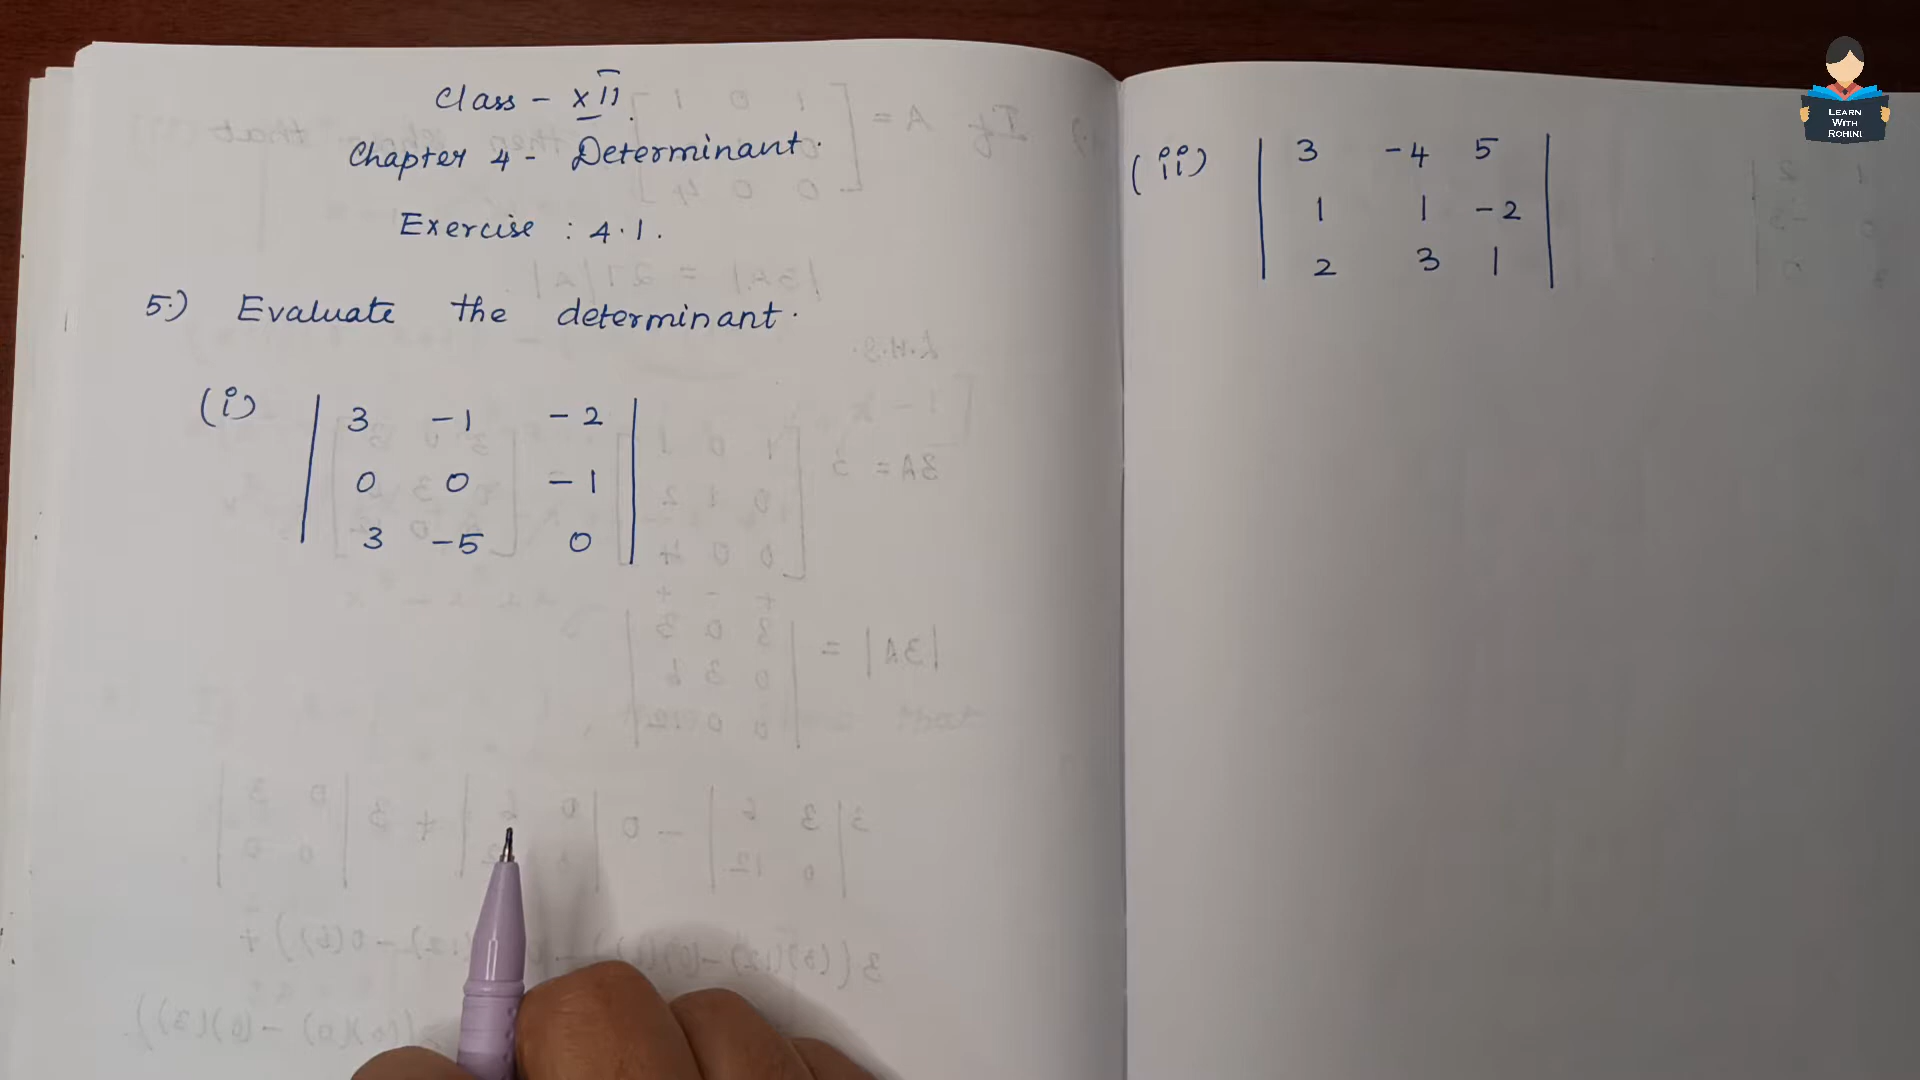 Class - XII.
Chapter 4 - Determinant.
Exercise : 4.1.
5.) Evaluate the determinant.
(i) | 3 -1 -2 |
| 0 0 -1 |
| 3 -5 0 |
(ii) | 3 -4 5 |
| 1 1 -2 |
| 2 3 1 |
LEARN
WITH
ROHINI